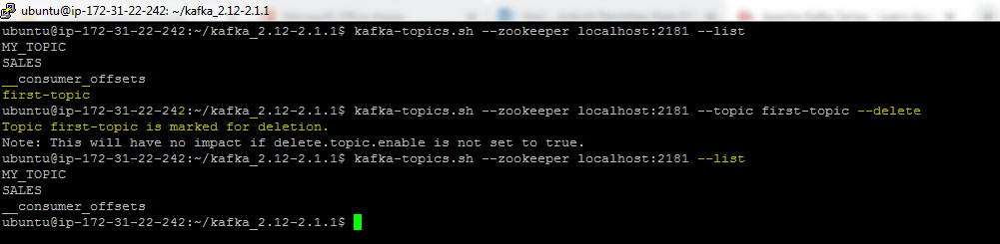 ubuntu@ip-172-31-22-242: ~/kafka_2.12-2.1.1
ubuntu@ip-172-31-22-242:~/kafka_2.12-2.1.1$ kafka-topics.sh --zookeeper localhost:2181 --list
MY_TOPIC
SALES
__consumer_offsets
first-topic
ubuntu@ip-172-31-22-242:~/kafka_2.12-2.1.1$ kafka-topics.sh --zookeeper localhost:2181 --topic first-topic --delete
Topic first-topic is marked for deletion.
Note: This will have no impact if delete.topic.enable is not set to true.
ubuntu@ip-172-31-22-242:~/kafka_2.12-2.1.1$ kafka-topics.sh --zookeeper localhost:2181 --list
MY_TOPIC
SALES
__consumer_offsets
ubuntu@ip-172-31-22-242:~/kafka_2.12-2.1.1$